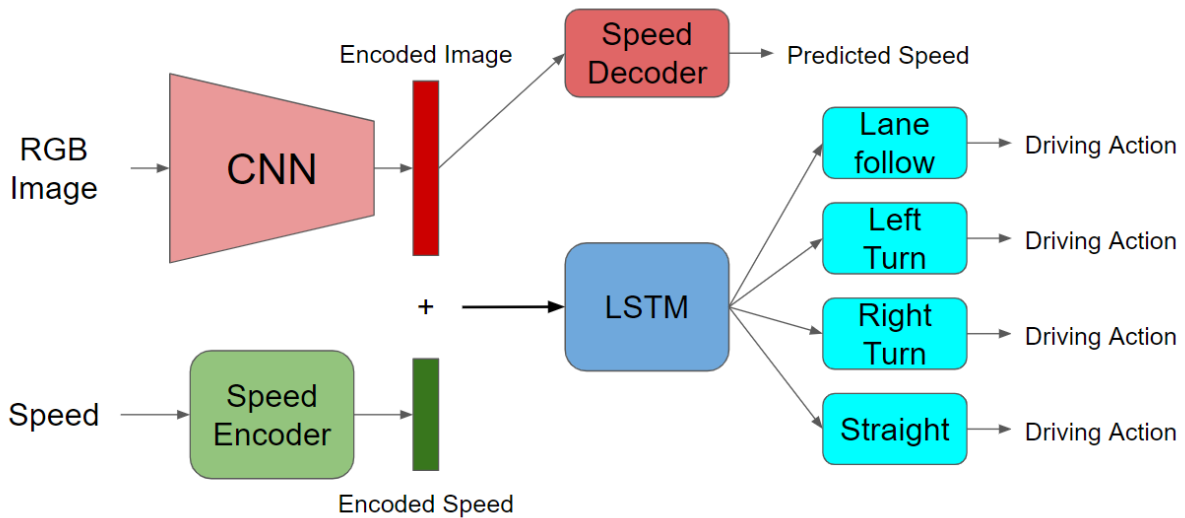 Encoded Image
Speed
Decoder
Predicted Speed
RGB
Image
CNN
Lane
follow
Driving Action
Left
Turn
Driving Action
+
LSTM
Right
Turn
Driving Action
Speed
Speed
Encoder
Straight
Driving Action
Encoded Speed